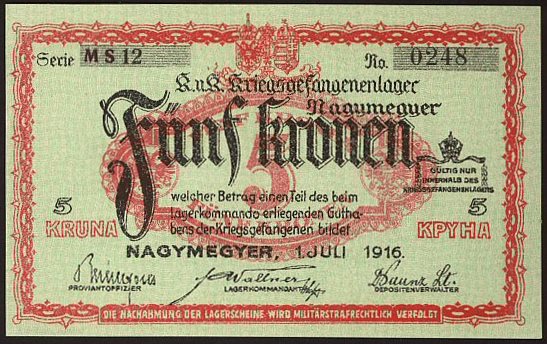 Serie MS12 No. 0248
K.u.K. Kriegsgefangenenlager
Nagymegyer
Fünf Kronen,
GÜLTIG NUR
INNERHALB DES
KRIEGSGEFANGENENLAGERS
5
welcher Betrag einen Teil des beim
Lagerkommando erliegenden Gutha-
bens der Kriegsgefangenen bildet.
5 KRUNA
5 КРУНА
NAGYMEGYER, 1. JULI 1916.
PROVIANTOFFIZIER LAGERKOMMANDANT DEPOSITENVERWALTER
DIE NACHAHMUNG DER LAGERSCHEINE WIRD MILITÄRSTRAFRECHTLICH VERFOLGT